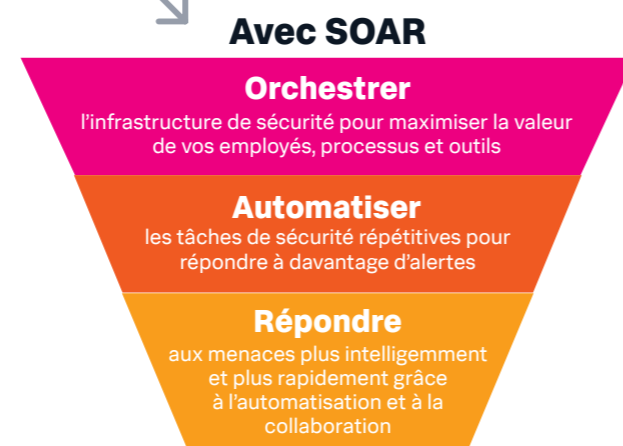 Avec SOAR
Orchestrer
l'infrastructure de sécurité pour maximiser la valeur
de vos employés, processus et outils
Automatiser
les tâches de sécurité répétitives pour
répondre à davantage d'alertes
Répondre
aux menaces plus intelligemment
et plus rapidement grâce
à l'automatisation et à la
collaboration